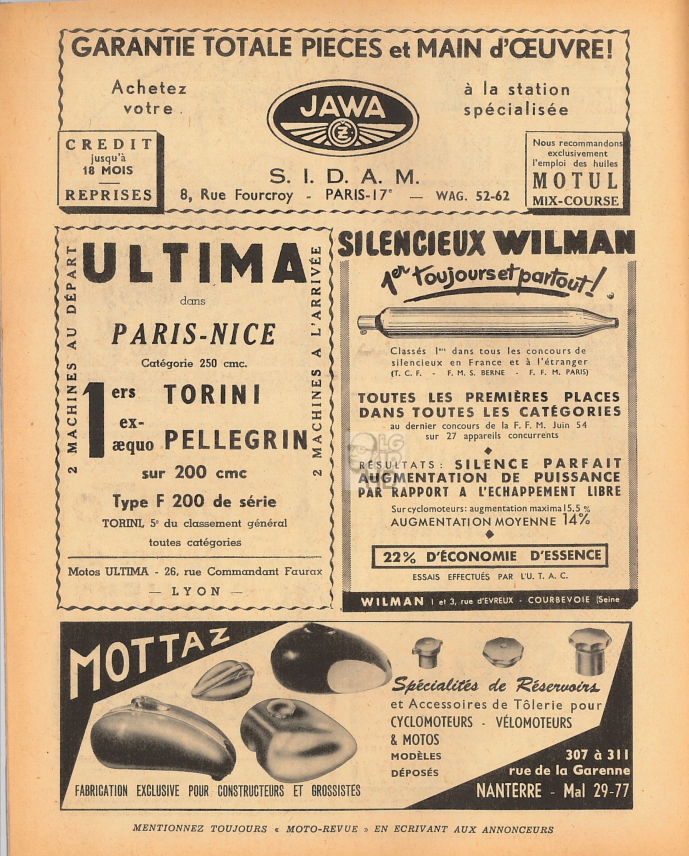 GARANTIE TOTALE PIECES et MAIN d'ŒUVRE!
Achetez
votre
JAWA
CZ
à la station
spécialisée
CREDIT
jusqu'à
18 MOIS
REPRISES
Nous recommandons
exclusivement
l'emploi des huiles
MOTUL
MIX-COURSE
S. I. D. A. M.
8, Rue Fourcroy - PARIS-17e — WAG. 52-62
2 MACHINES AU DÉPART
ULTIMA
dans
PARIS-NICE
Catégorie 250 cmc.
1ers TORINI
ex-
æquo PELLEGRIN
sur 200 cmc
Type F 200 de série
TORINI, 5e du classement général
toutes catégories
2 MACHINES A L'ARRIVÉE
Motos ULTIMA - 26, rue Commandant Faurax
— LYON —
SILENCIEUX WILMAN
1er toujours et partout!
Classés 1ers dans tous les concours de
silencieux en France et à l'étranger
(T. C. F. - F. M. S. BERNE - F. F. M. PARIS)
TOUTES LES PREMIÈRES PLACES
DANS TOUTES LES CATÉGORIES
au dernier concours de la F. F. M. Juin 54
sur 27 appareils concurrents
RÉSULTATS: SILENCE PARFAIT
AUGMENTATION DE PUISSANCE
PAR RAPPORT A L'ECHAPPEMENT LIBRE
Sur cyclomoteurs: augmentation maxima 15,5 %
AUGMENTATION MOYENNE 14%
22% D'ÉCONOMIE D'ESSENCE
ESSAIS EFFECTUÉS PAR L'U. T. A. C.
WILMAN 1 et 3, rue d'EVREUX - COURBEVOIE (Seine
MOTTAZ
Spécialités de Réservoirs
et Accessoires de Tôlerie pour
CYCLOMOTEURS - VÉLOMOTEURS
& MOTOS
MODÈLES
DÉPOSÉS
307 à 311
rue de la Garenne
NANTERRE - Mal 29-77
FABRICATION EXCLUSIVE POUR CONSTRUCTEURS ET GROSSISTES
MENTIONNEZ TOUJOURS « MOTO-REVUE » EN ECRIVANT AUX ANNONCEURS